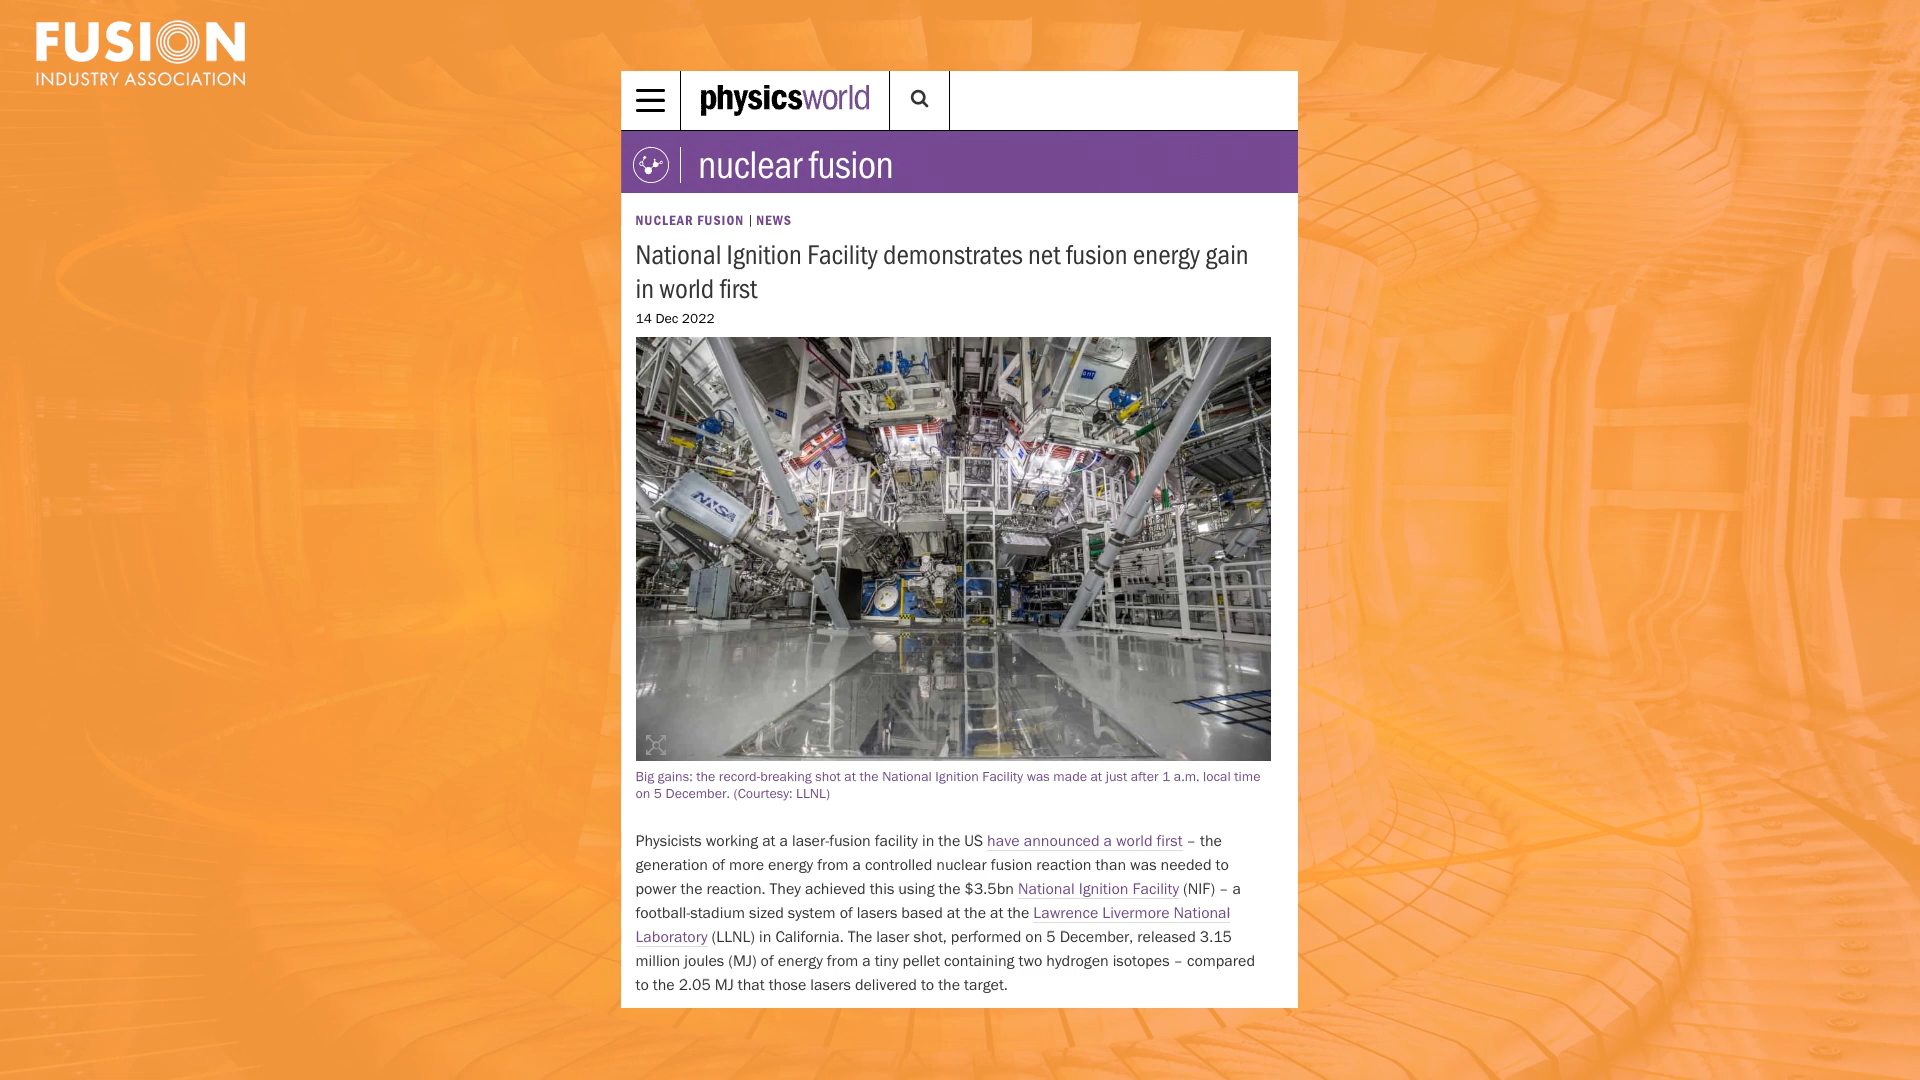 FUSION
INDUSTRY ASSOCIATION
physicsworld
nuclear fusion
NUCLEAR FUSION | NEWS
National Ignition Facility demonstrates net fusion energy gain
in world first
14 Dec 2022
Big gains: the record-breaking shot at the National Ignition Facility was made at just after 1 a.m. local time
on 5 December. (Courtesy: LLNL)
Physicists working at a laser-fusion facility in the US have announced a world first – the
generation of more energy from a controlled nuclear fusion reaction than was needed to
power the reaction. They achieved this using the $3.5bn National Ignition Facility (NIF) – a
football-stadium sized system of lasers based at the at the Lawrence Livermore National
Laboratory (LLNL) in California. The laser shot, performed on 5 December, released 3.15
million joules (MJ) of energy from a tiny pellet containing two hydrogen isotopes – compared
to the 2.05 MJ that those lasers delivered to the target.